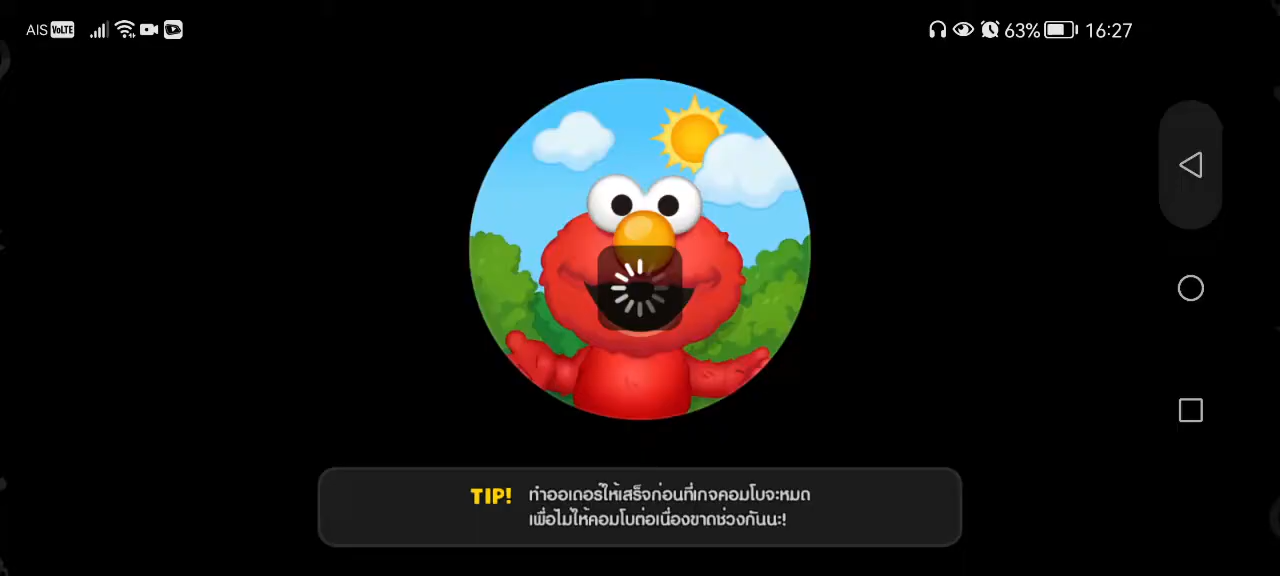 AIS VoLTE
63% 16:27
TIP! ทำออเดอร์ให้เสร็จก่อนที่เกจคอมโบจะหมด
เพื่อไม่ให้คอมโบต่อเนื่องขาดช่วงกันนะ!